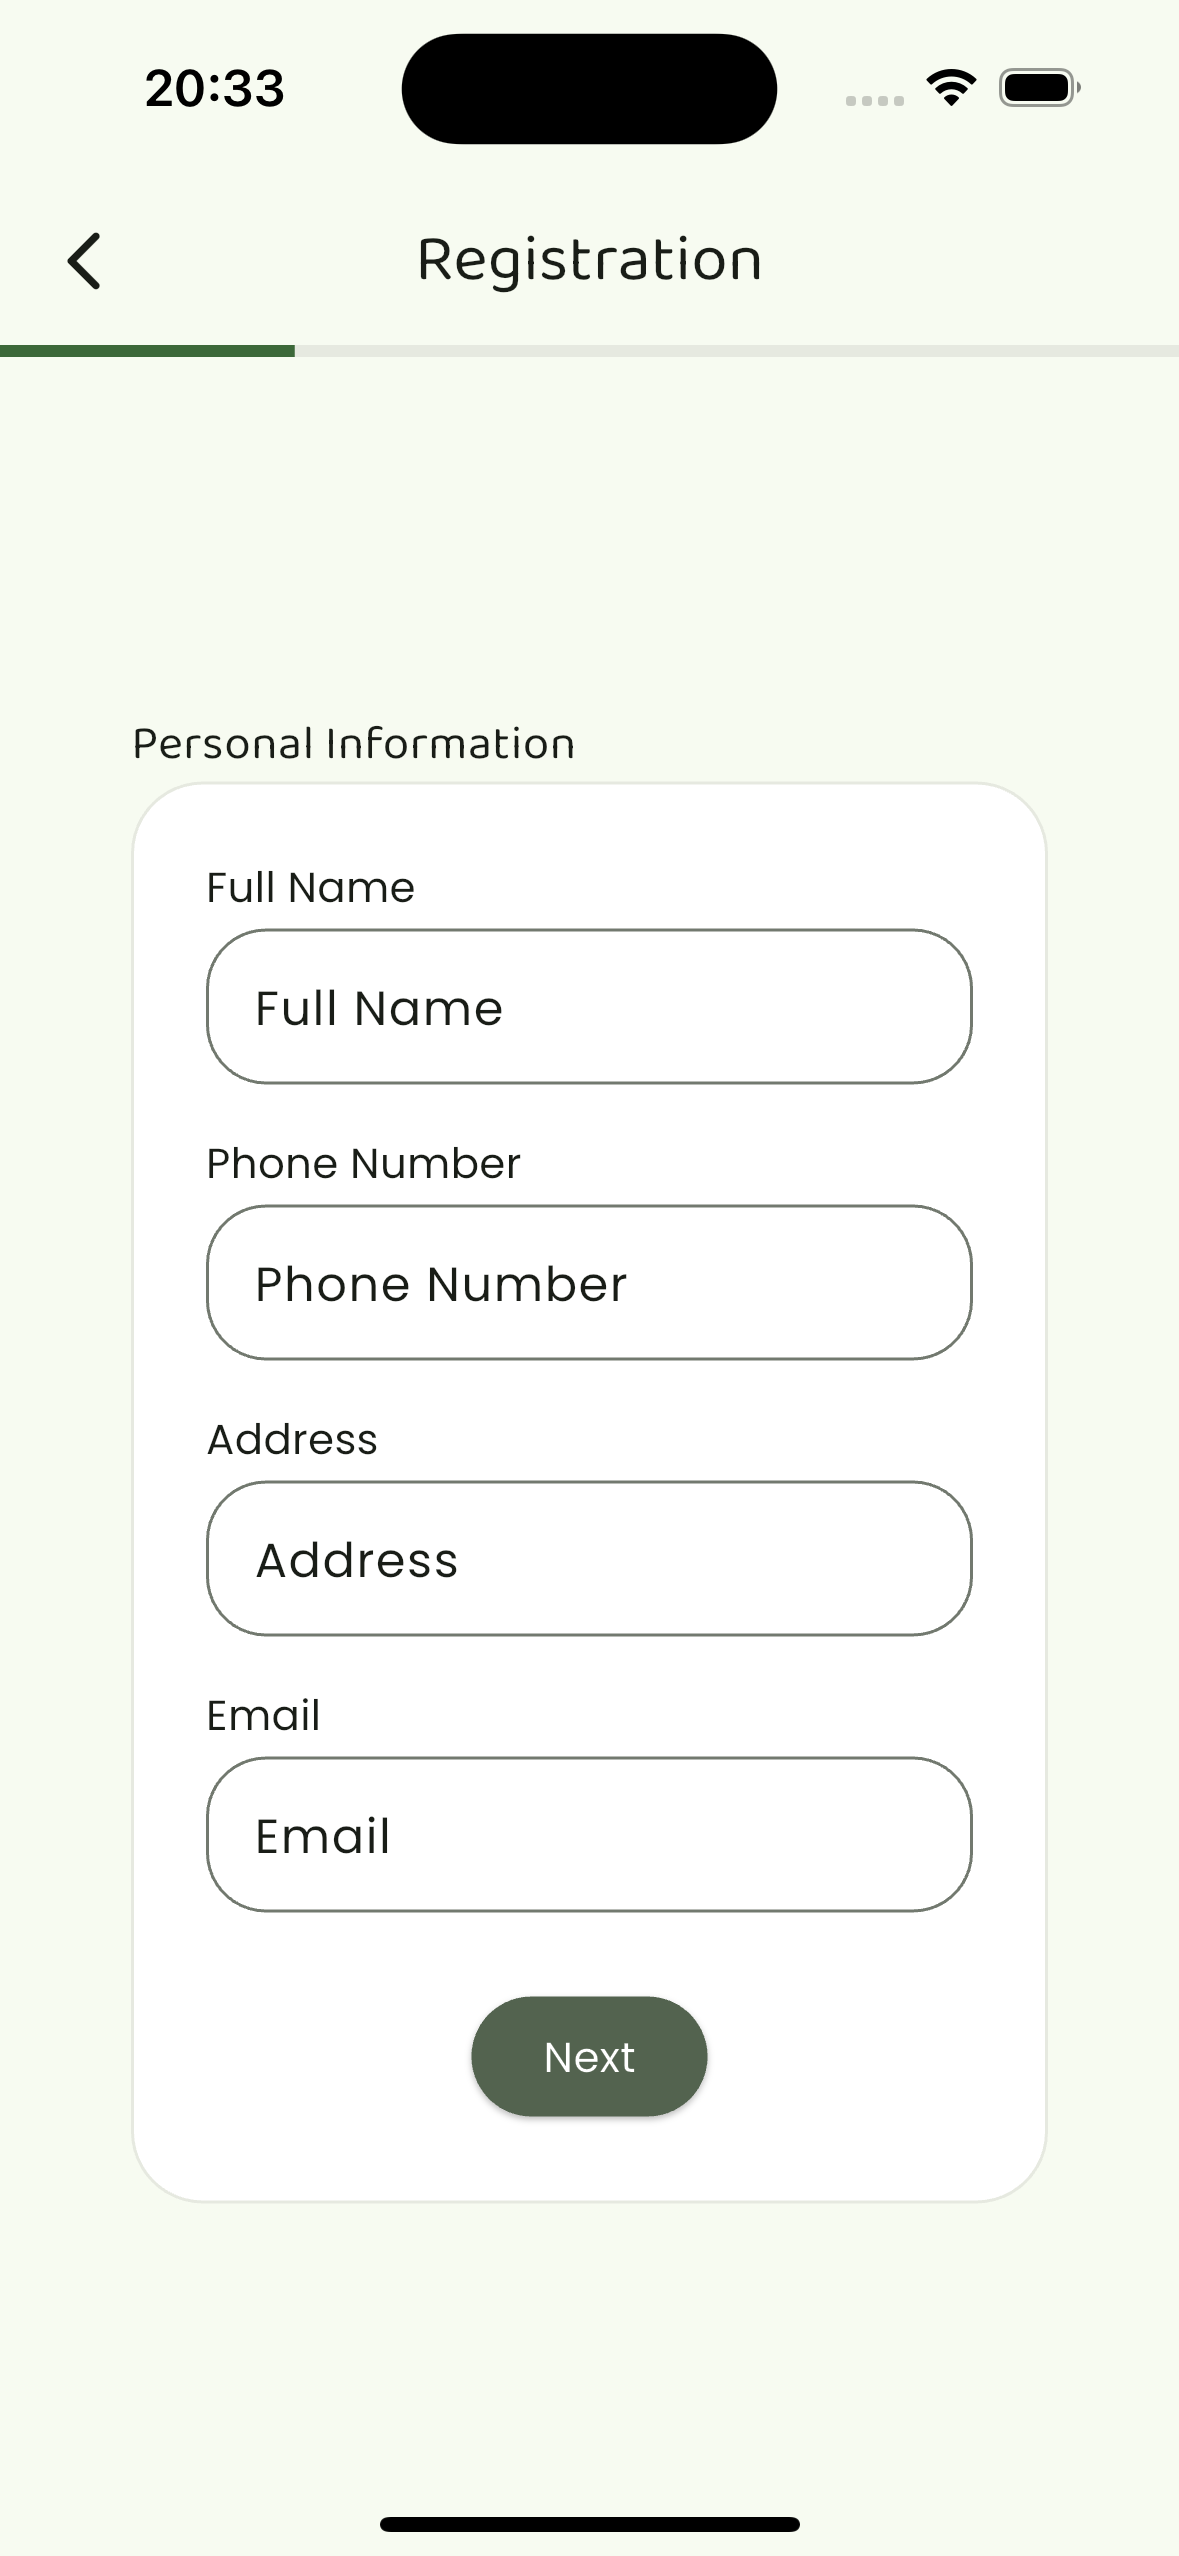 20:33
Registration
Personal Information
Full Name
Full Name
Phone Number
Phone Number
Address
Address
Email
Email
Next